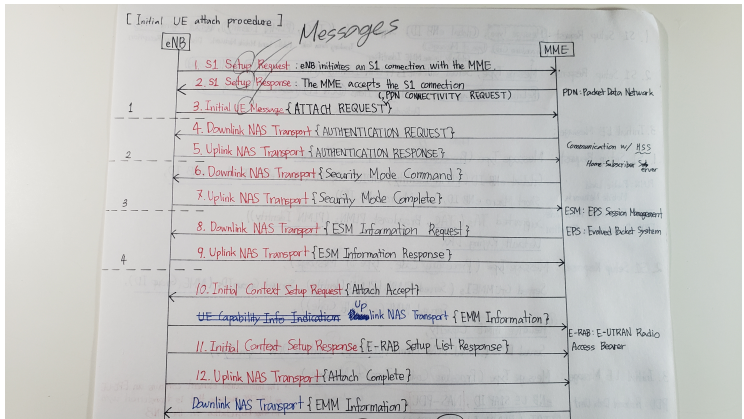 [ Initial UE attach procedure ]
Messages
eNB
MME
1. S1 Setup Request : eNB initiates an S1 connection with the MME.
2. S1 Setup Response : The MME accepts the S1 connection
PDN : Packet Data Network
(PDN CONNECTIVITY REQUEST)
1
3. Initial UE Message {ATTACH REQUEST}
4. Downlink NAS Transport {AUTHENTICATION REQUEST}
5. Uplink NAS Transport {AUTHENTICATION RESPONSE}
Communication w/ HSS
2
Home Subscriber Server
6. Downlink NAS Transport {Security Mode Command}
7. Uplink NAS Transport {Security Mode Complete}
3
ESM : EPS Session Management
8. Downlink NAS Transport {ESM Information Request}
EPS : Evolved Packet System
9. Uplink NAS Transport {ESM Information Response}
4
10. Initial Context Setup Request {Attach Accept}
UE Capability Info Indication Uplink NAS Transport {EMM Information}
E-RAB : E-UTRAN Radio
Access Bearer
11. Initial Context Setup Response {E-RAB Setup List Response}
12. Uplink NAS Transport {Attach Complete}
Downlink NAS Transport {EMM Information}